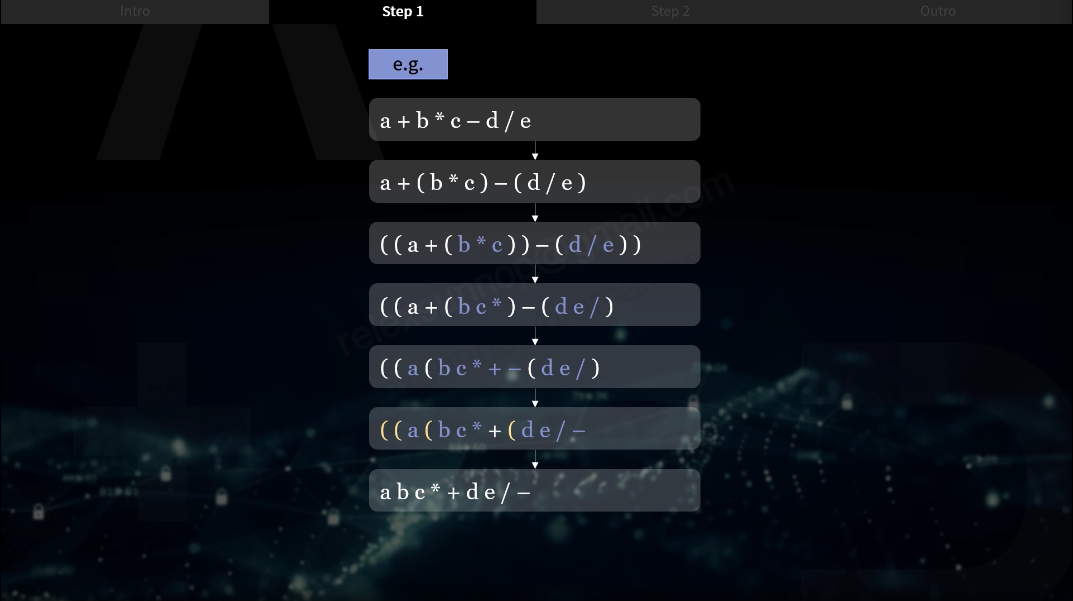 Intro Step 1 Step 2 Outro
e.g.
a + b * c – d / e
a + ( b * c ) – ( d / e )
( ( a + ( b * c ) ) – ( d / e ) )
( ( a + ( b c * ) – ( d e / )
( ( a ( b c * + – ( d e / )
( ( a ( b c * + ( d e / –
a b c * + d e / –